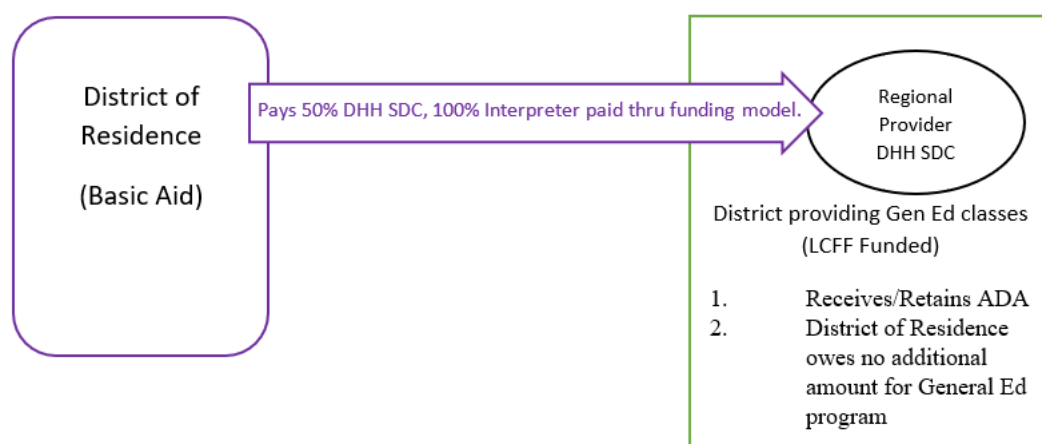 District of
Residence
(Basic Aid)
Pays 50% DHH SDC, 100% Interpreter paid thru funding model.
Regional
Provider
DHH SDC
District providing Gen Ed classes
(LCFF Funded)
1. Receives/Retains ADA
2. District of Residence
owes no additional
amount for General Ed
program